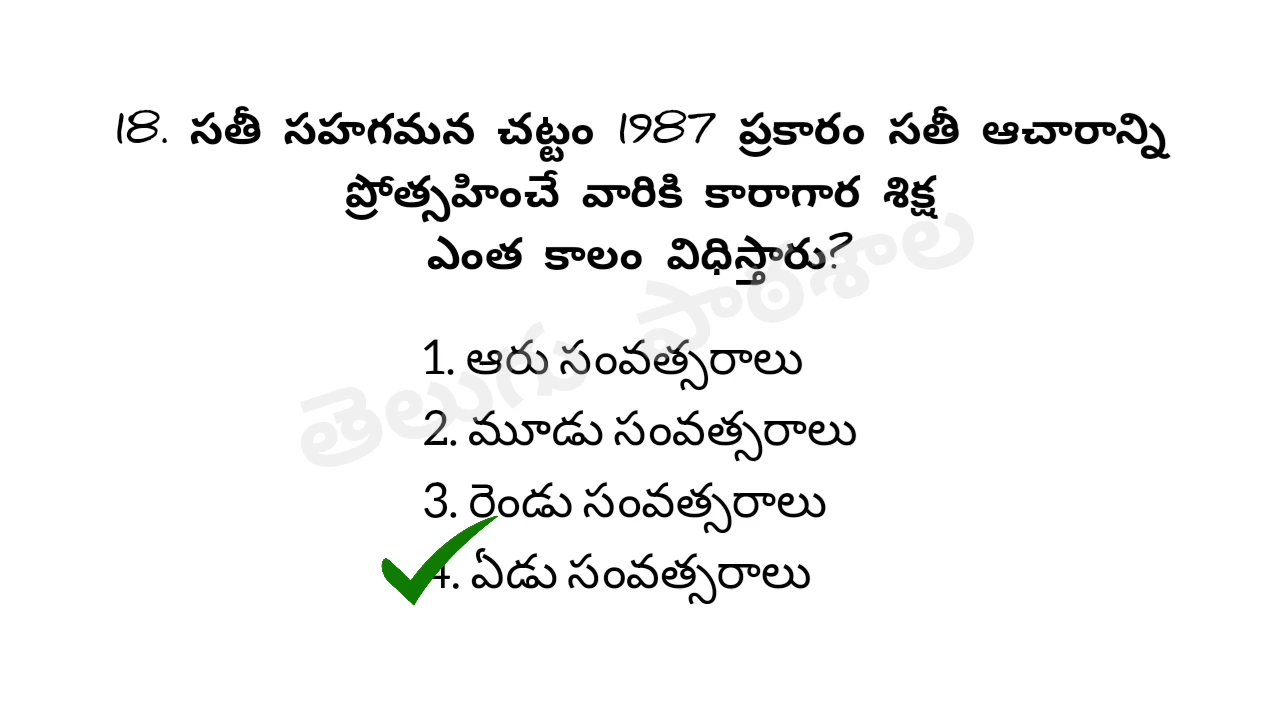 18. సతీ సహగమన చట్టం 1987 ప్రకారం సతీ ఆచారాన్ని
ప్రోత్సహించే వారికి కారాగార శిక్ష
ఎంత కాలం విధిస్తారు?
తెలుగు పాఠశాల
1. ఆరు సంవత్సరాలు
2. మూడు సంవత్సరాలు
3. రెండు సంవత్సరాలు
4. ఏడు సంవత్సరాలు